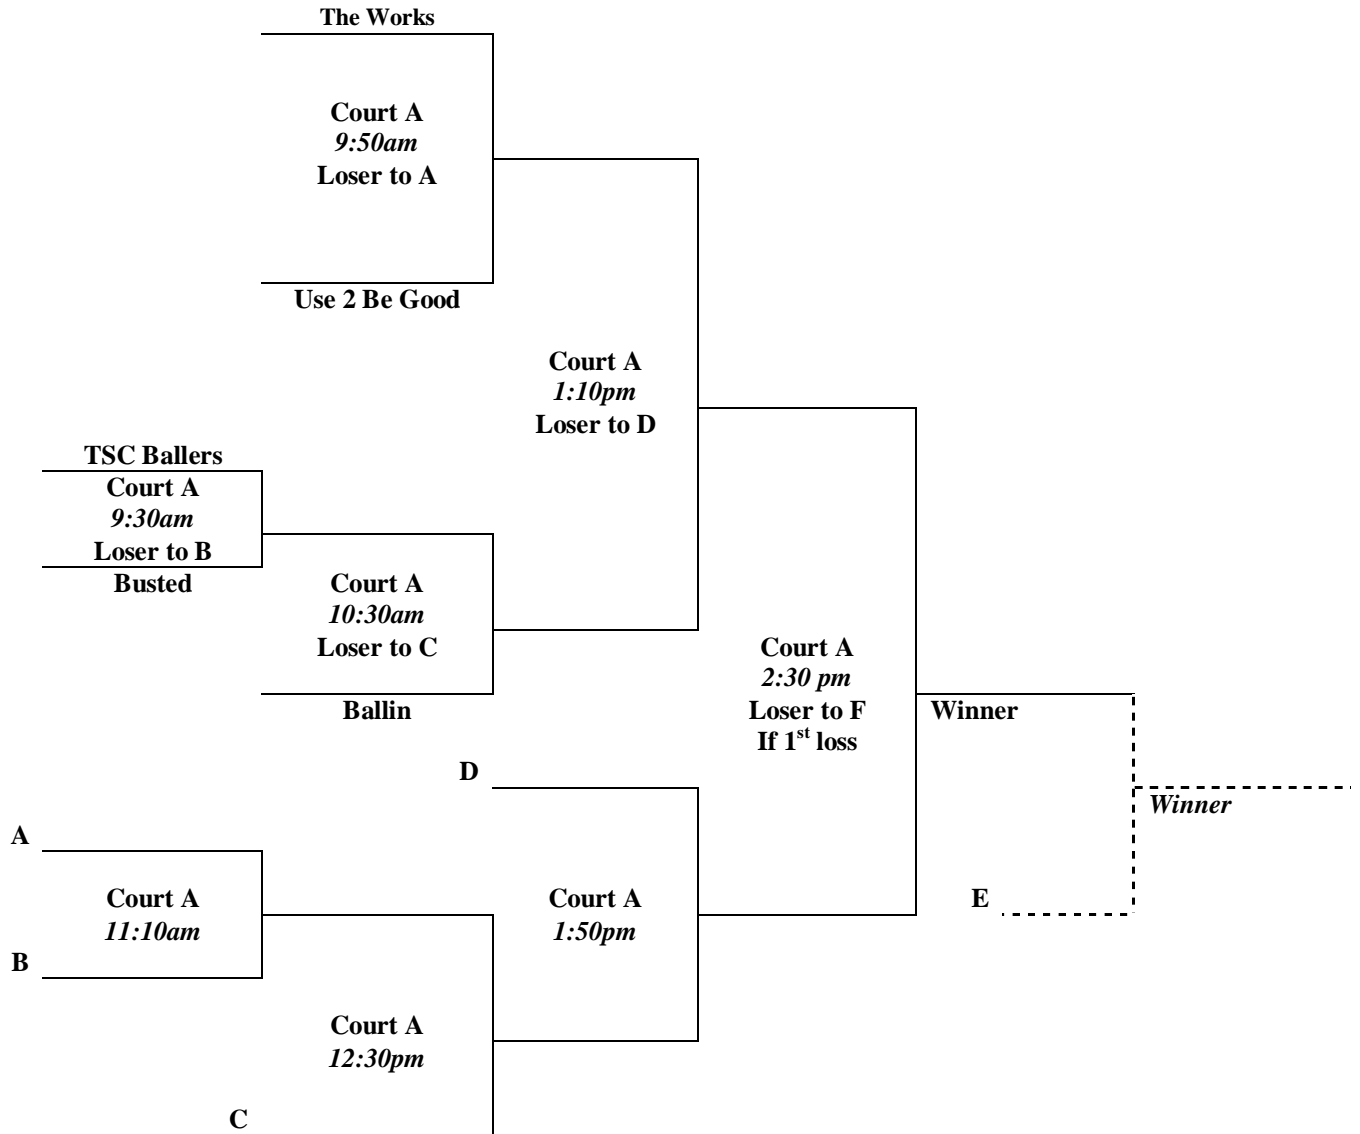 The Works
Court A
9:50am
Loser to A
Use 2 Be Good
Court A
1:10pm
Loser to D
TSC Ballers
Court A
9:30am
Loser to B
Busted
Court A
10:30am
Loser to C
Ballin
Court A
2:30 pm
Loser to F
If 1st loss
Winner
D
Winner
A
Court A
11:10am
B
Court A
1:50pm
E
Court A
12:30pm
C